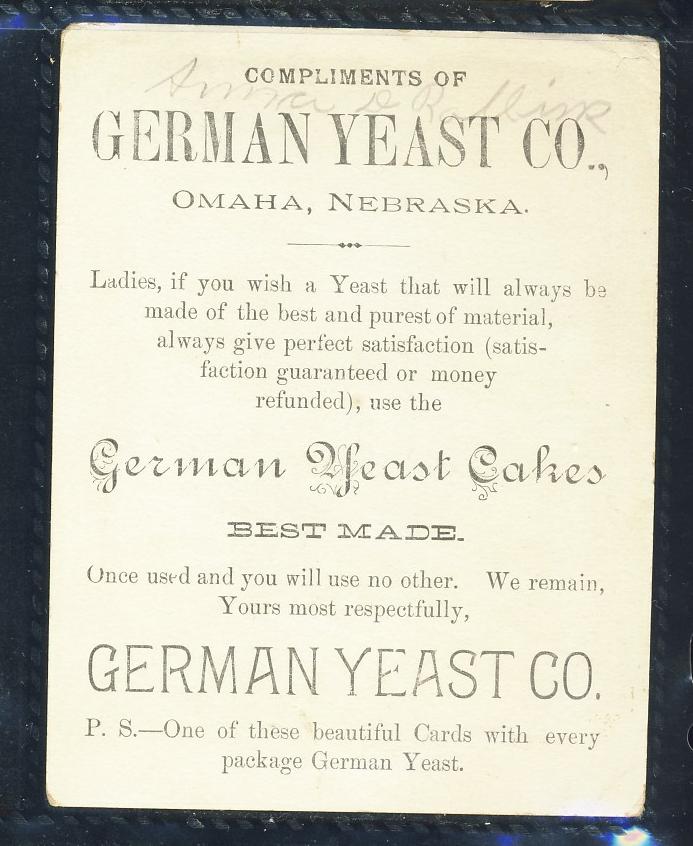 COMPLIMENTS OF
GERMAN YEAST CO.,
OMAHA, NEBRASKA.
Ladies, if you wish a Yeast that will always be
made of the best and purest of material,
always give perfect satisfaction (satis-
faction guaranteed or money
refunded), use the
German Yeast Cakes
BEST MADE.
Once used and you will use no other. We remain,
Yours most respectfully,
GERMAN YEAST CO.
P. S.—One of these beautiful Cards with every
package German Yeast.